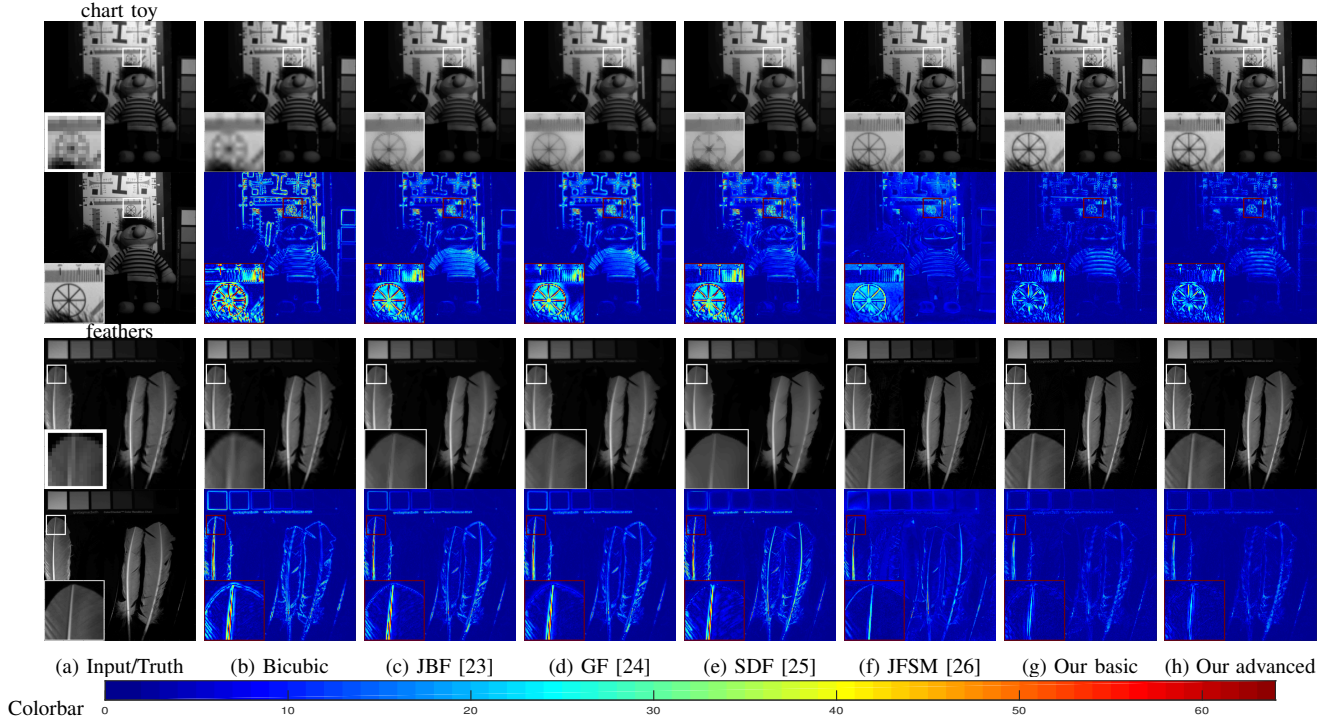 chart toy
feathers
(a) Input/Truth (b) Bicubic (c) JBF [23] (d) GF [24] (e) SDF [25] (f) JFSM [26] (g) Our basic (h) Our advanced
Colorbar
0 10 20 30 40 50 60